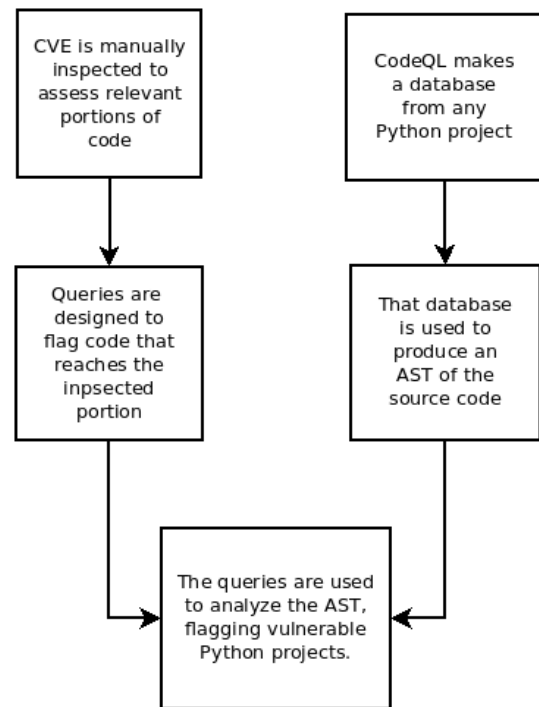 CVE is manually
inspected to
assess relevant
portions of
code
CodeQL makes
a database
from any
Python project
Queries are
designed to
flag code that
reaches the
inpsected
portion
That database
is used to
produce an
AST of the
source code
The queries are used
to analyze the AST,
flagging vulnerable
Python projects.